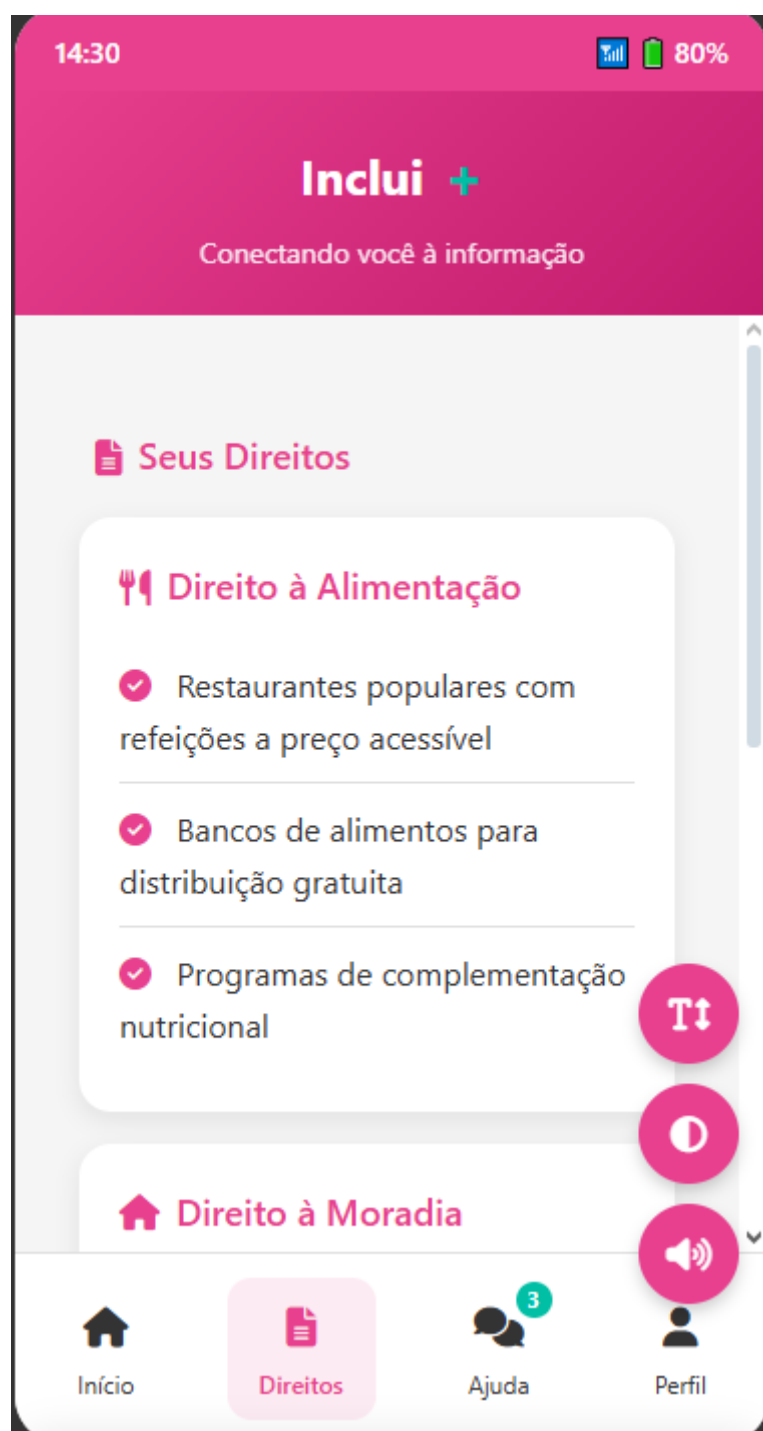 14:30 80%
Inclui +
Conectando você à informação
Seus Direitos
Direito à Alimentação
Restaurantes populares com
refeições a preço acessível
Bancos de alimentos para
distribuição gratuita
Programas de complementação
nutricional
T
Direito à Moradia
3
Início Direitos Ajuda Perfil